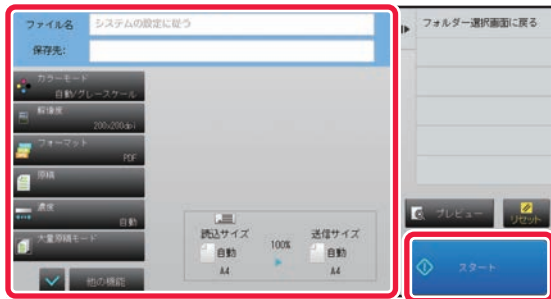 ファイル名
システムの設定に従う
保存先:
カラーモード
自動/グレースケール
解像度
200x200dpi
フォーマット
PDF
原稿
濃度
自動
大量原稿モード
他の機能
読込サイズ
自動
A4
100%
送信サイズ
自動
A4
フォルダー選択画面に戻る
プレビュー
リセット
スタート